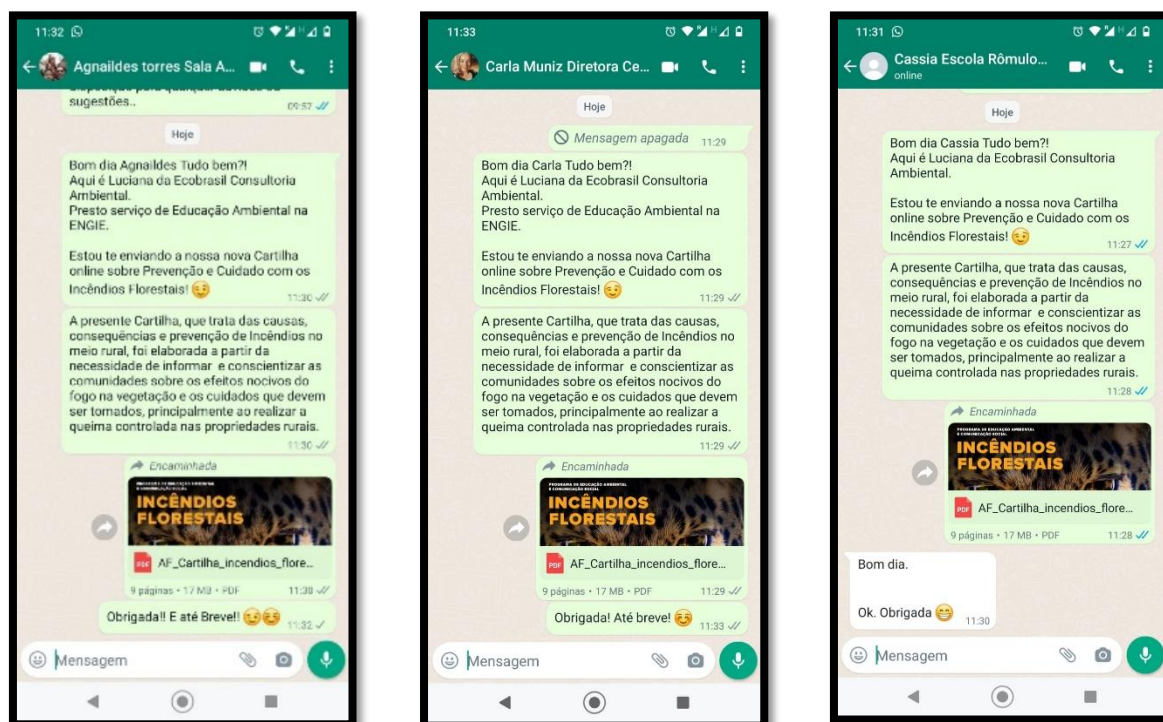 11:32
Agnaildes torres Sala A...
sugestões..
09:57
Hoje
Bom dia Agnaildes Tudo bem?!
Aqui é Luciana da Ecobrasil Consultoria
Ambiental.
Presto serviço de Educação Ambiental na
ENGIE.
Estou te enviando a nossa nova Cartilha
online sobre Prevenção e Cuidado com os
Incêndios Florestais! 😉
11:30
A presente Cartilha, que trata das causas,
consequências e prevenção de Incêndios no
meio rural, foi elaborada a partir da
necessidade de informar e conscientizar as
comunidades sobre os efeitos nocivos do
fogo na vegetação e os cuidados que devem
ser tomados, principalmente ao realizar a
queima controlada nas propriedades rurais.
11:30
Encaminhada
PROGRAMA DE EDUCAÇÃO AMBIENTAL
E COMUNICAÇÃO SOCIAL
INCÊNDIOS
FLORESTAIS
PDF AF_Cartilha_incendios_flore...
9 páginas • 17 MB • PDF 11:30
Obrigada!! E até Breve!! 😉☺️ 11:32
Mensagem
11:33
Carla Muniz Diretora Ce...
Hoje
Mensagem apagada 11:29
Bom dia Carla Tudo bem?!
Aqui é Luciana da Ecobrasil Consultoria
Ambiental.
Presto serviço de Educação Ambiental na
ENGIE.
Estou te enviando a nossa nova Cartilha
online sobre Prevenção e Cuidado com os
Incêndios Florestais! 😉
11:29
A presente Cartilha, que trata das causas,
consequências e prevenção de Incêndios no
meio rural, foi elaborada a partir da
necessidade de informar e conscientizar as
comunidades sobre os efeitos nocivos do
fogo na vegetação e os cuidados que devem
ser tomados, principalmente ao realizar a
queima controlada nas propriedades rurais.
11:29
Encaminhada
PROGRAMA DE EDUCAÇÃO AMBIENTAL
E COMUNICAÇÃO SOCIAL
INCÊNDIOS
FLORESTAIS
PDF AF_Cartilha_incendios_flore...
9 páginas • 17 MB • PDF 11:29
Obrigada! Até breve! ☺️ 11:33
Mensagem
11:31
Cassia Escola Rômulo...
online
Hoje
Bom dia Cassia Tudo bem?!
Aqui é Luciana da Ecobrasil Consultoria
Ambiental.
Estou te enviando a nossa nova Cartilha
online sobre Prevenção e Cuidado com os
Incêndios Florestais! 😉
11:27
A presente Cartilha, que trata das causas,
consequências e prevenção de Incêndios no
meio rural, foi elaborada a partir da
necessidade de informar e conscientizar as
comunidades sobre os efeitos nocivos do
fogo na vegetação e os cuidados que devem
ser tomados, principalmente ao realizar a
queima controlada nas propriedades rurais.
11:28
Encaminhada
PROGRAMA DE EDUCAÇÃO AMBIENTAL
E COMUNICAÇÃO SOCIAL
INCÊNDIOS
FLORESTAIS
PDF AF_Cartilha_incendios_flore...
9 páginas • 17 MB • PDF 11:28
Bom dia.
Ok. Obrigada 😁 11:30
Mensagem